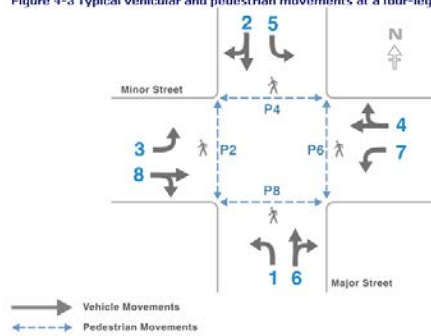 Figure 4-3 Typical vehicular and pedestrian movements at a four-leg
2 5
N
Minor Street
P4
4
3
P2
P6
7
8
P8
1 6
Major Street
Vehicle Movements
Pedestrian Movements